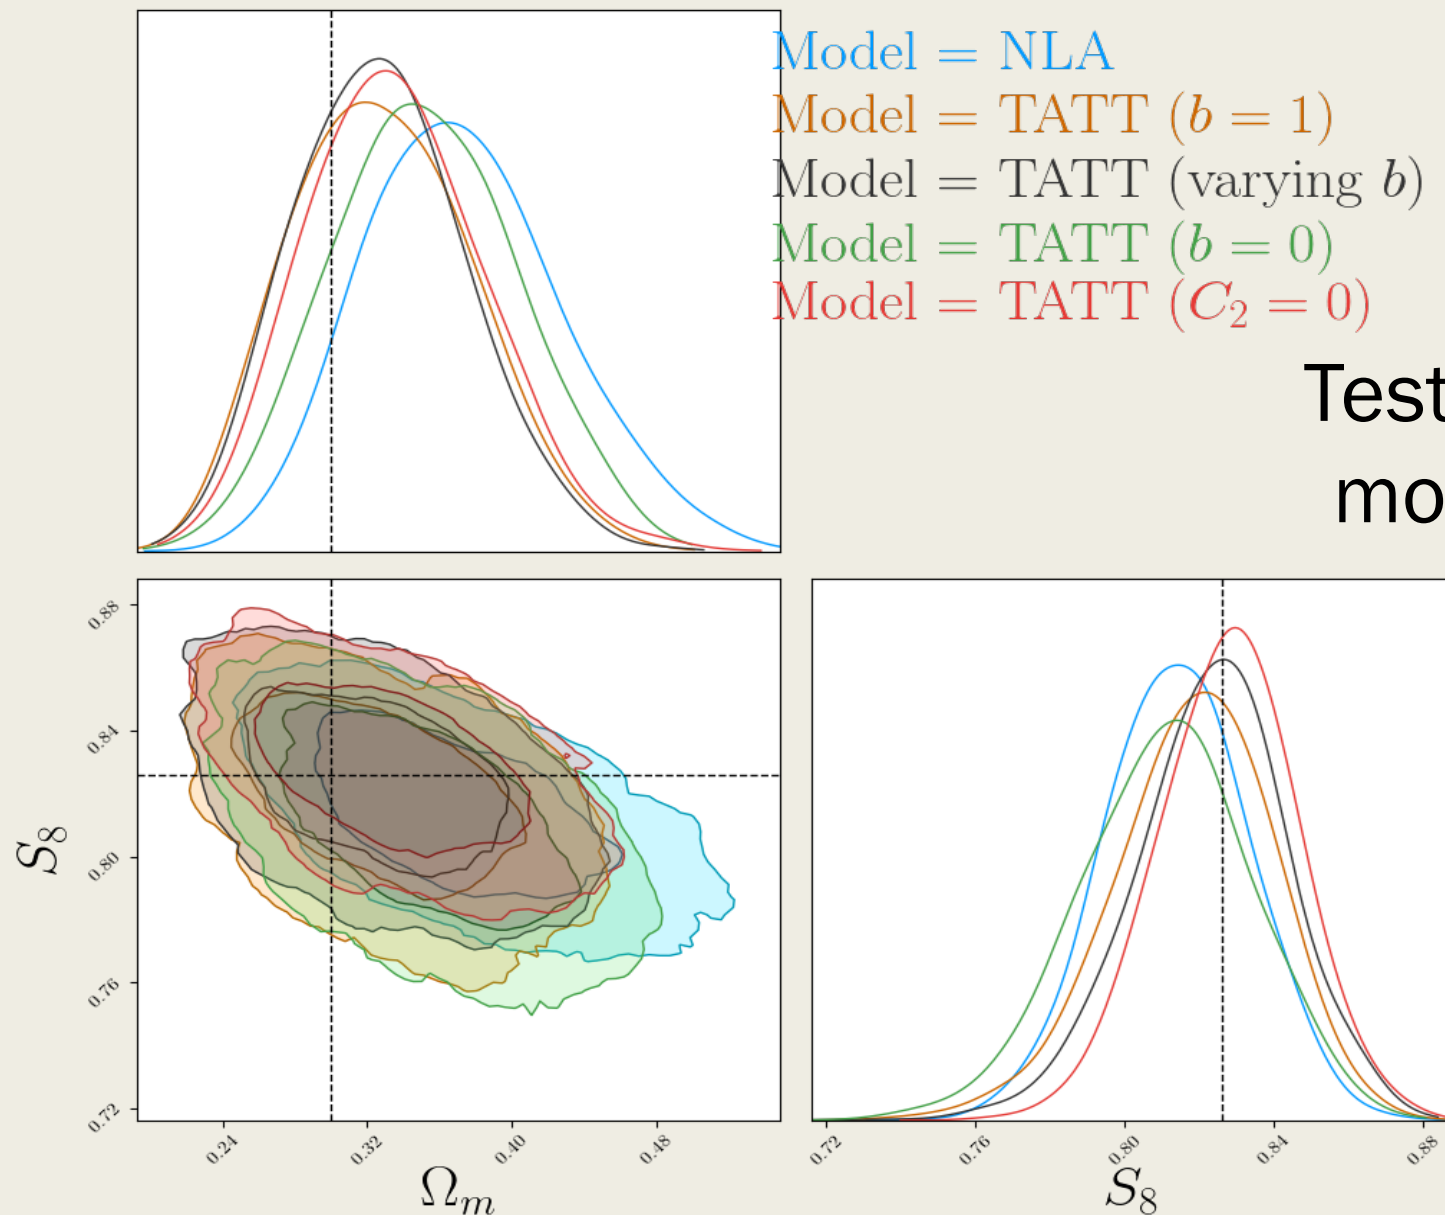 Model = NLA
Model = TATT (b = 1)
Model = TATT (varying b)
Model = TATT (b = 0)
Model = TATT (C₂ = 0)
Test
mo
0.88
0.84
0.80
0.76
0.72
S₈
0.24
0.32
0.40
0.48
Ωₘ
0.72
0.76
0.80
0.84
0.88
S₈